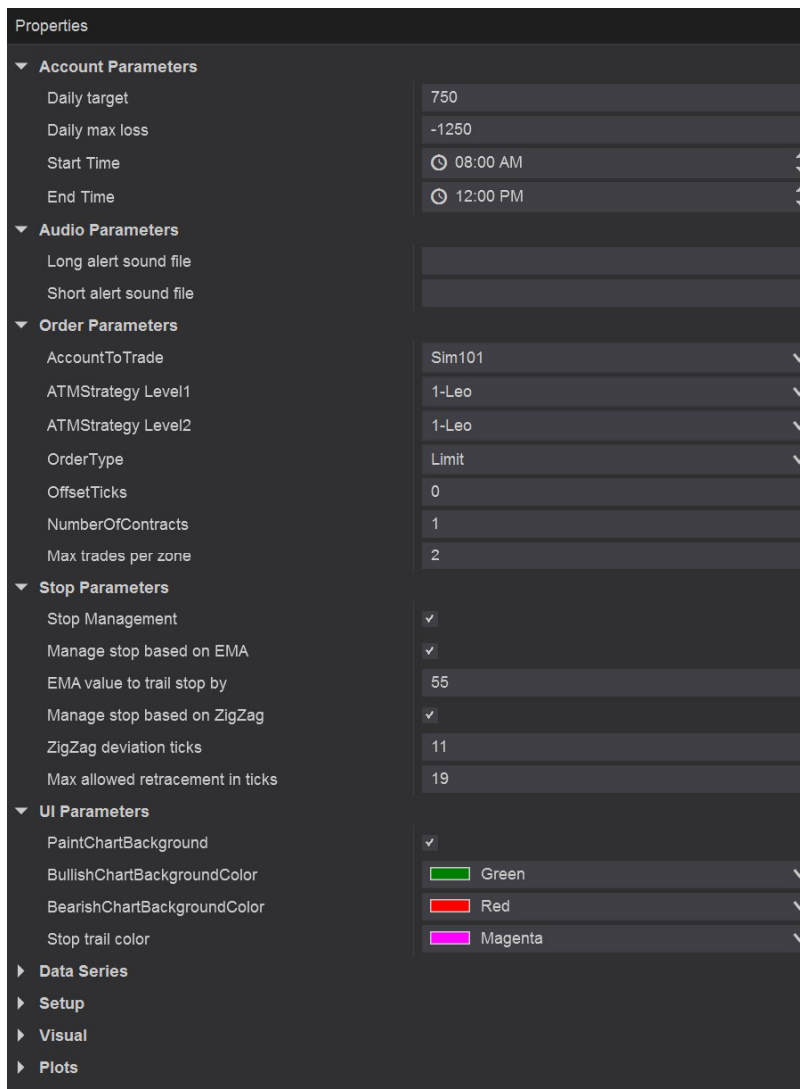 Properties
Account Parameters
Daily target 750
Daily max loss -1250
Start Time 08:00 AM
End Time 12:00 PM
Audio Parameters
Long alert sound file
Short alert sound file
Order Parameters
AccountToTrade Sim101
ATMStrategy Level1 1-Leo
ATMStrategy Level2 1-Leo
OrderType Limit
OffsetTicks 0
NumberOfContracts 1
Max trades per zone 2
Stop Parameters
Stop Management
Manage stop based on EMA
EMA value to trail stop by 55
Manage stop based on ZigZag
ZigZag deviation ticks 11
Max allowed retracement in ticks 19
UI Parameters
PaintChartBackground
BullishChartBackgroundColor Green
BearishChartBackgroundColor Red
Stop trail color Magenta
Data Series
Setup
Visual
Plots